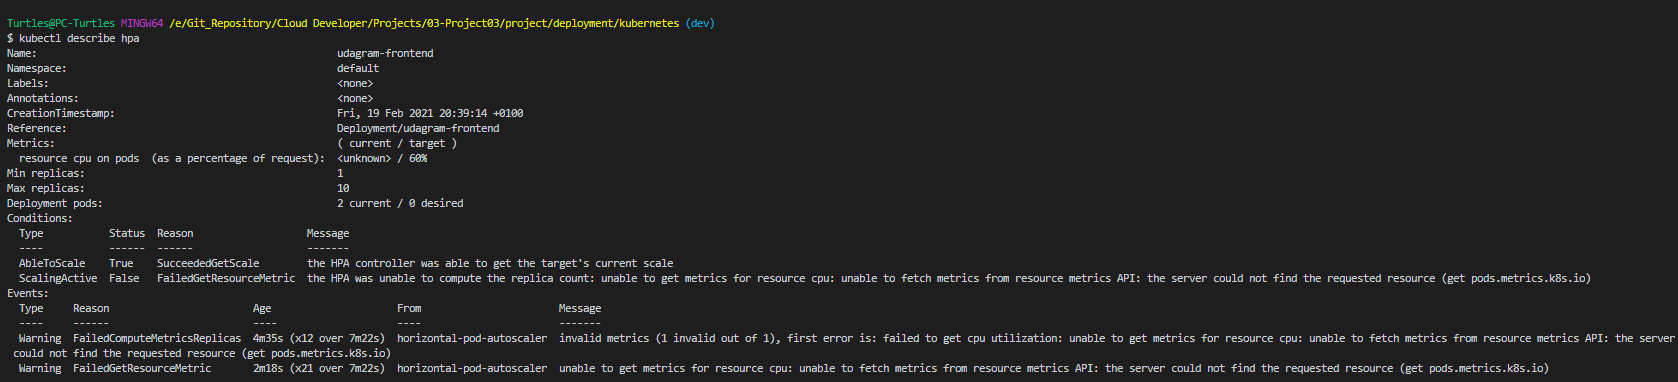 Turtles@PC-Turtles MINGW64 /e/Git_Repository/Cloud Developer/Projects/03-Project03/project/deployment/kubernetes (dev)
$ kubectl describe hpa
Name: udagram-frontend
Namespace: default
Labels: <none>
Annotations: <none>
CreationTimestamp: Fri, 19 Feb 2021 20:39:14 +0100
Reference: Deployment/udagram-frontend
Metrics: ( current / target )
resource cpu on pods (as a percentage of request): <unknown> / 60%
Min replicas: 1
Max replicas: 10
Deployment pods: 2 current / 0 desired
Conditions:
Type Status Reason Message
---- ------ ------ -------
AbleToScale True SucceededGetScale the HPA controller was able to get the target's current scale
ScalingActive False FailedGetResourceMetric the HPA was unable to compute the replica count: unable to get metrics for resource cpu: unable to fetch metrics from resource metrics API: the server could not find the requested resource (get pods.metrics.k8s.io)
Events:
Type Reason Age From Message
---- ------ ---- ---- -------
Warning FailedComputeMetricsReplicas 4m35s (x12 over 7m22s) horizontal-pod-autoscaler invalid metrics (1 invalid out of 1), first error is: failed to get cpu utilization: unable to get metrics for resource cpu: unable to fetch metrics from resource metrics API: the server
could not find the requested resource (get pods.metrics.k8s.io)
Warning FailedGetResourceMetric 2m18s (x21 over 7m22s) horizontal-pod-autoscaler unable to get metrics for resource cpu: unable to fetch metrics from resource metrics API: the server could not find the requested resource (get pods.metrics.k8s.io)